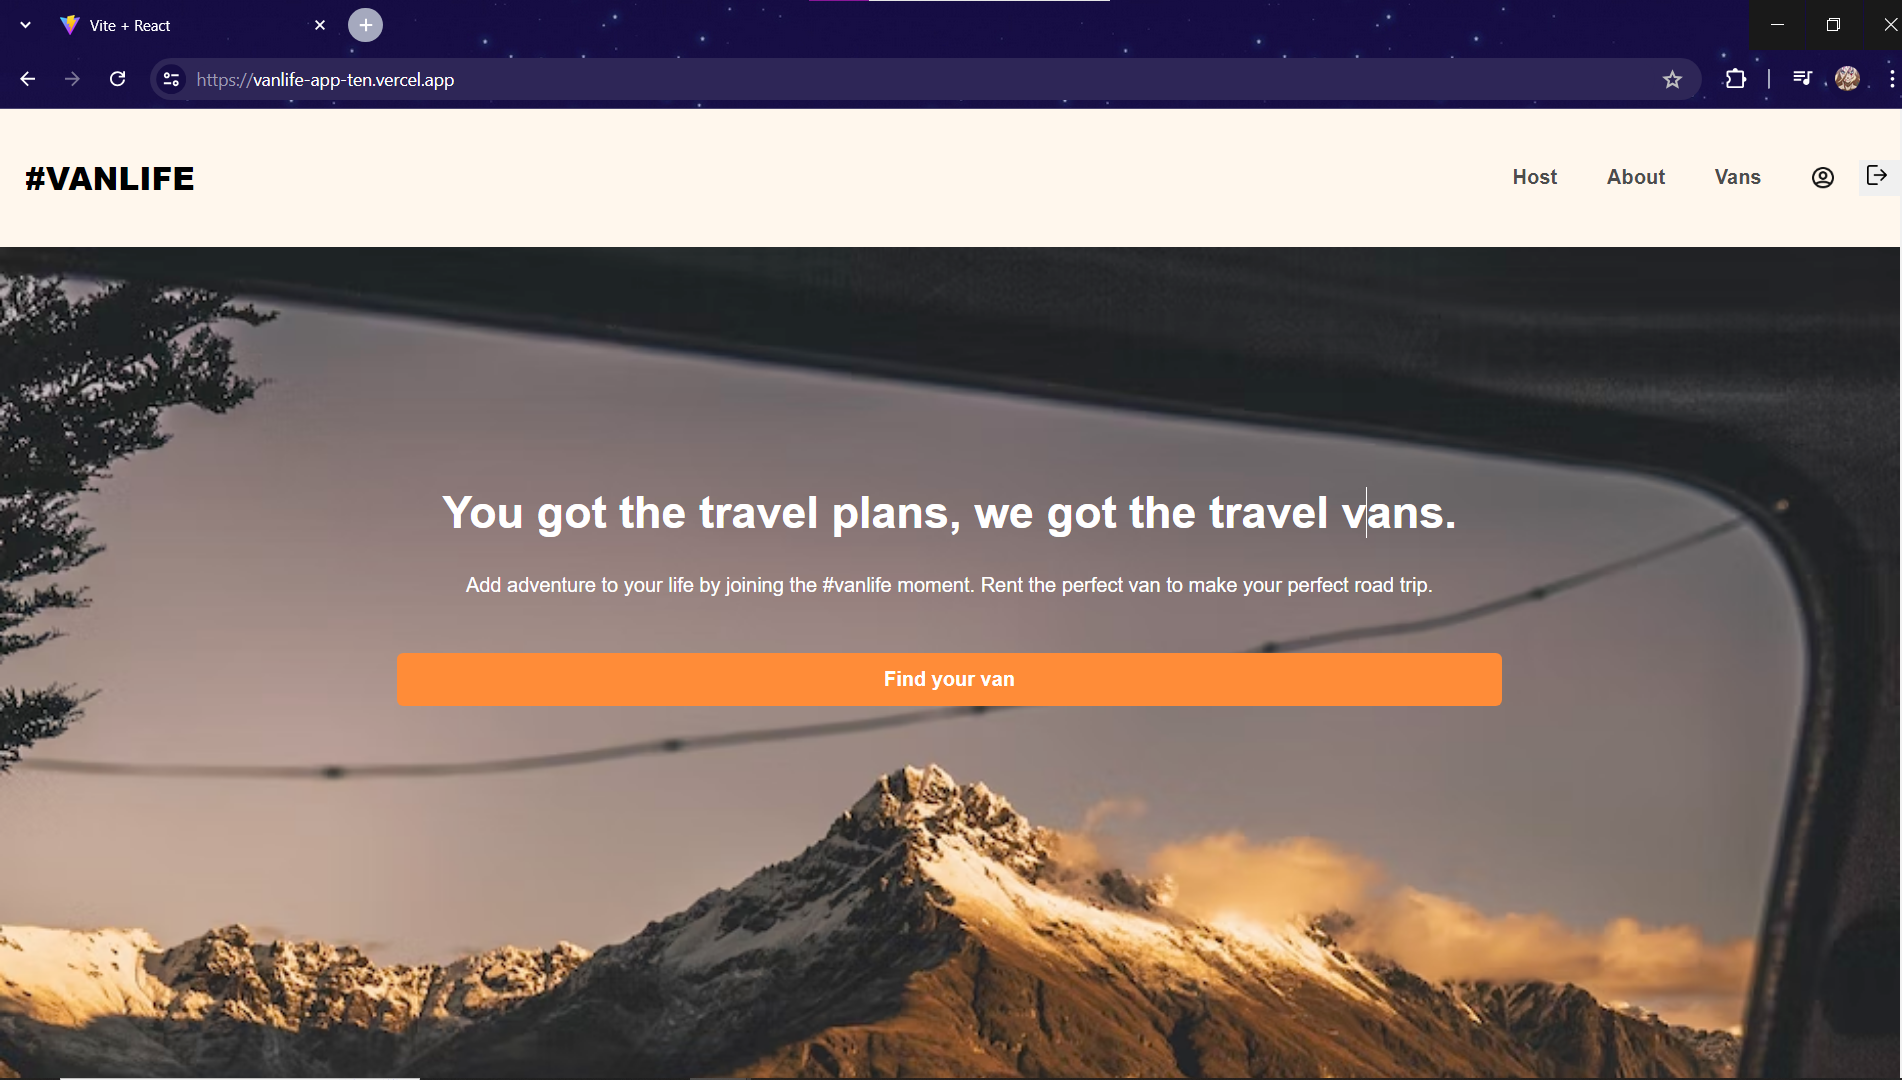 Vite + React
https://vanlife-app-ten.vercel.app
#VANLIFE
Host About Vans
You got the travel plans, we got the travel vans.
Add adventure to your life by joining the #vanlife moment. Rent the perfect van to make your perfect road trip.
Find your van